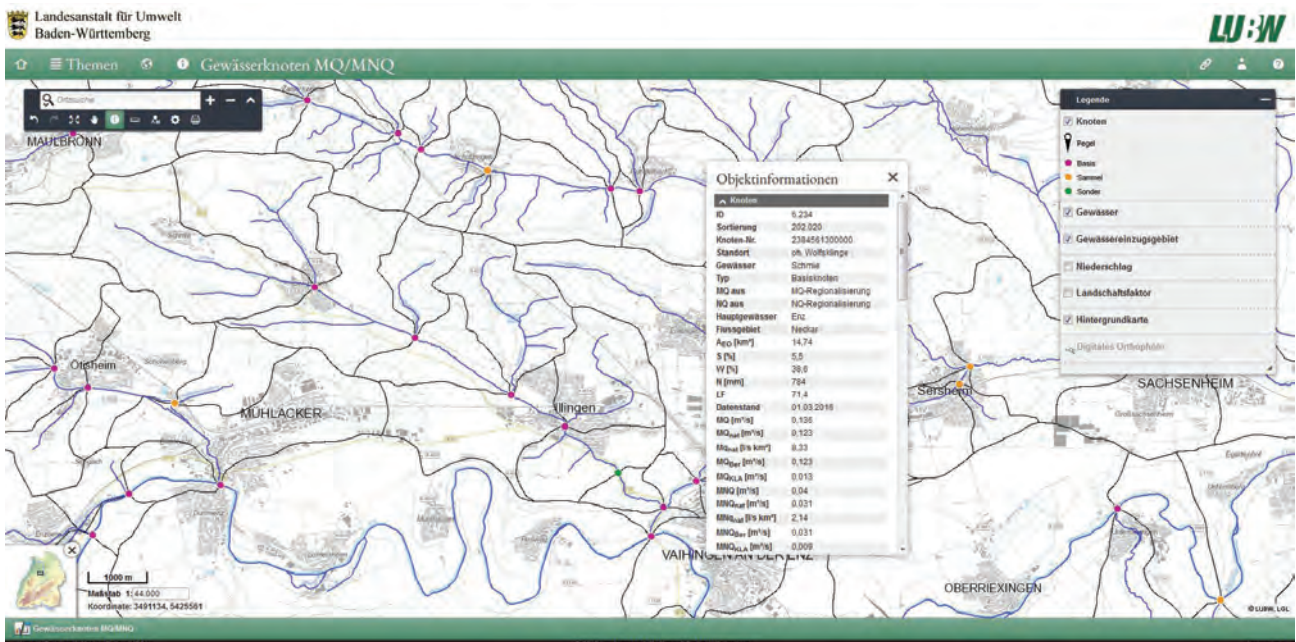 Landesanstalt für Umwelt
Baden-Württemberg
LUBW
Themen
Gewässerknoten MQ/MNQ
Ortssuche
MAULBRONN
Ötisheim
MÜHLACKER
Illingen
VAIHINGEN AN DER ENZ
Sersheim
SACHSENHEIM
OBERRIEXINGEN
Objektinformationen
Knoten
ID 6.234
Sortierung 202.020
Knoten-Nr. 2384561300000
Standort oh. Wolfsklinge
Gewässer Schmie
Typ Basisknoten
MQ aus MQ-Regionalisierung
NQ aus NQ-Regionalisierung
Hauptgewässer Enz
Flussgebiet Neckar
AEO [km²] 14,74
S [%] 5,5
W [%] 38,6
N [mm] 784
LF 71,4
Datenstand 01.03.2016
MQ [m³/s] 0,136
MQnat [m³/s] 0,123
Mqnat [l/s km²] 8,33
MQBer [m³/s] 0,123
MQKLA [m³/s] 0,013
MNQ [m³/s] 0,04
MNQnat [m³/s] 0,031
MNqnat [l/s km²] 2,14
MNQBer [m³/s] 0,031
MNQKLA [m³/s] 0,009
Legende
Knoten
Pegel
Basis
Sammel
Sonder
Gewässer
Gewässereinzugsgebiet
Niederschlag
Landschaftsfaktor
Hintergrundkarte
Digitales Orthophoto
1000 m
Maßstab 1: 44.000
Koordinate: 3491134, 5425561
© LUBW, LGL
Gewässerknoten MQ/MNQ